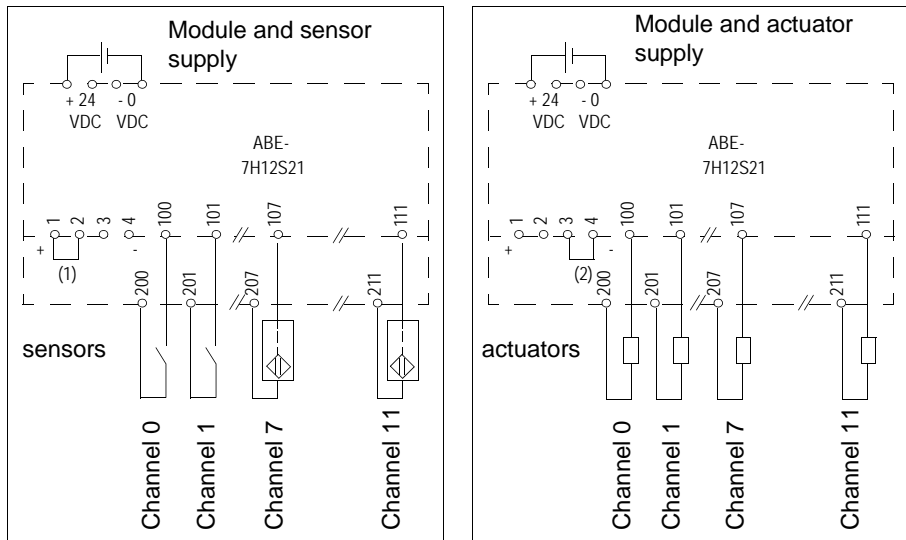 Module and sensor
supply
+ 24
VDC
- 0
VDC
ABE-
7H12S21
1
2
3
4
100
101
107
111
+
-
(1)
200
201
207
211
sensors
Channel 0
Channel 1
Channel 7
Channel 11
Module and actuator
supply
+ 24
VDC
- 0
VDC
ABE-
7H12S21
1
2
3
4
100
101
107
111
+
-
(2)
200
201
207
211
actuators
Channel 0
Channel 1
Channel 7
Channel 11